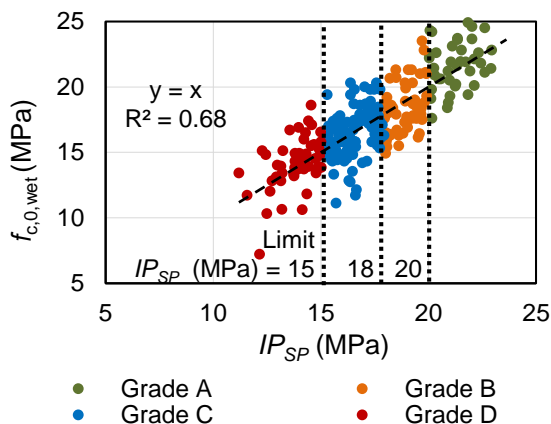 25
20
15
10
5
f c,0,wet (MPa)
y = x
R² = 0.68
Limit
IP_SP (MPa) = 15 18 20
5 10 15 20 25
IP_SP (MPa)
Grade A Grade B
Grade C Grade D